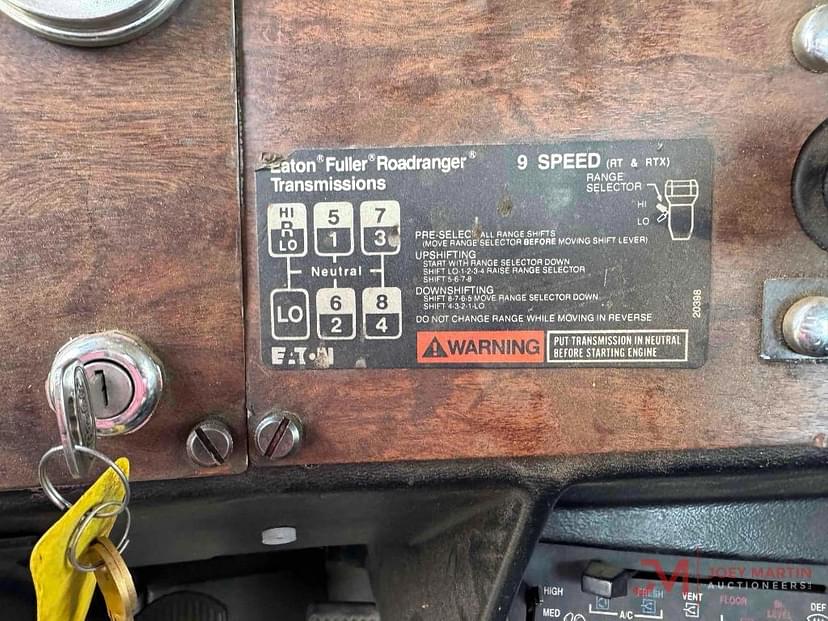 Eaton® Fuller® Roadranger®
Transmissions
9 SPEED (RT & RTX)
RANGE
SELECTOR
HI
LO
HI
R
LO
5
1
7
3
Neutral
LO
6
2
8
4
PRE-SELECT ALL RANGE SHIFTS
(MOVE RANGE SELECTOR BEFORE MOVING SHIFT LEVER)
UPSHIFTING
START WITH RANGE SELECTOR DOWN
SHIFT LO-1-2-3-4 RAISE RANGE SELECTOR
SHIFT 5-6-7-8
DOWNSHIFTING
SHIFT 8-7-6-5 MOVE RANGE SELECTOR DOWN
SHIFT 4-3-2-1-LO
DO NOT CHANGE RANGE WHILE MOVING IN REVERSE
20398
EATON
WARNING
PUT TRANSMISSION IN NEUTRAL
BEFORE STARTING ENGINE
1
HIGH
MED
A/C
FRESH
VENT
FLOOR
BI
LEVEL
DEF
JOEY MARTIN
AUCTIONEERS